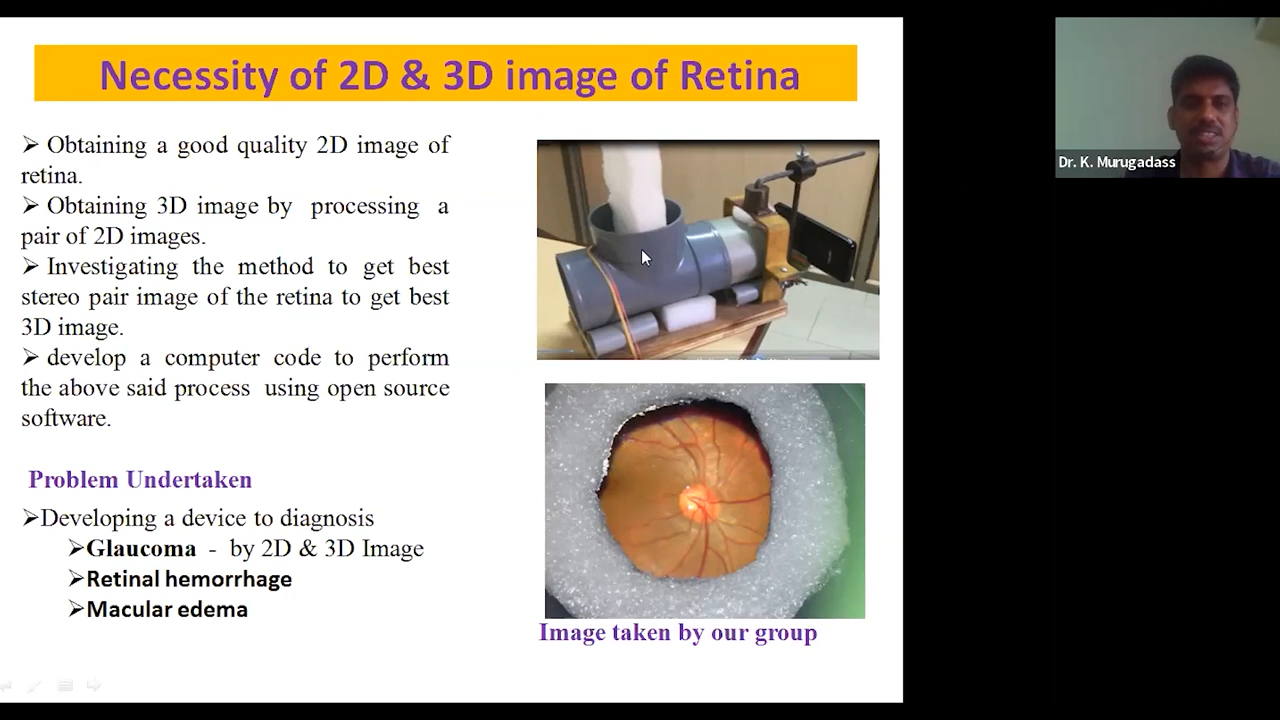 Necessity of 2D & 3D image of Retina
➢ Obtaining a good quality 2D image of
retina.
➢ Obtaining 3D image by processing a
pair of 2D images.
➢ Investigating the method to get best
stereo pair image of the retina to get best
3D image.
➢ develop a computer code to perform
the above said process using open source
software.
Problem Undertaken
➢Developing a device to diagnosis
➢Glaucoma - by 2D & 3D Image
➢Retinal hemorrhage
➢Macular edema
Image taken by our group
Dr. K. Murugadass